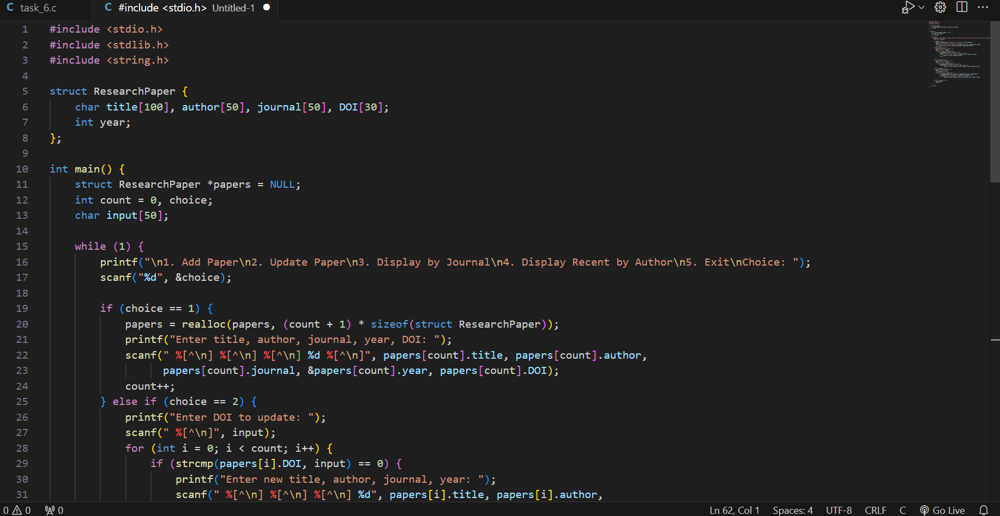 task_6.c
#include <stdio.h> Untitled-1
1 #include <stdio.h>
2 #include <stdlib.h>
3 #include <string.h>
4
5 struct ResearchPaper {
6     char title[100], author[50], journal[50], DOI[30];
7     int year;
8 };
9
10 int main() {
11     struct ResearchPaper *papers = NULL;
12     int count = 0, choice;
13     char input[50];
14
15     while (1) {
16         printf("\n1. Add Paper\n2. Update Paper\n3. Display by Journal\n4. Display Recent by Author\n5. Exit\nChoice: ");
17         scanf("%d", &choice);
18
19         if (choice == 1) {
20             papers = realloc(papers, (count + 1) * sizeof(struct ResearchPaper));
21             printf("Enter title, author, journal, year, DOI: ");
22             scanf(" %[^\n] %[^\n] %[^\n] %d %[^\n]", papers[count].title, papers[count].author,
23                   papers[count].journal, &papers[count].year, papers[count].DOI);
24             count++;
25         } else if (choice == 2) {
26             printf("Enter DOI to update: ");
27             scanf(" %[^\n]", input);
28             for (int i = 0; i < count; i++) {
29                 if (strcmp(papers[i].DOI, input) == 0) {
30                     printf("Enter new title, author, journal, year: ");
31                     scanf(" %[^\n] %[^\n] %[^\n] %d", papers[i].title, papers[i].author,
0 0 0 Ln 62, Col 1 Spaces: 4 UTF-8 CRLF C Go Live